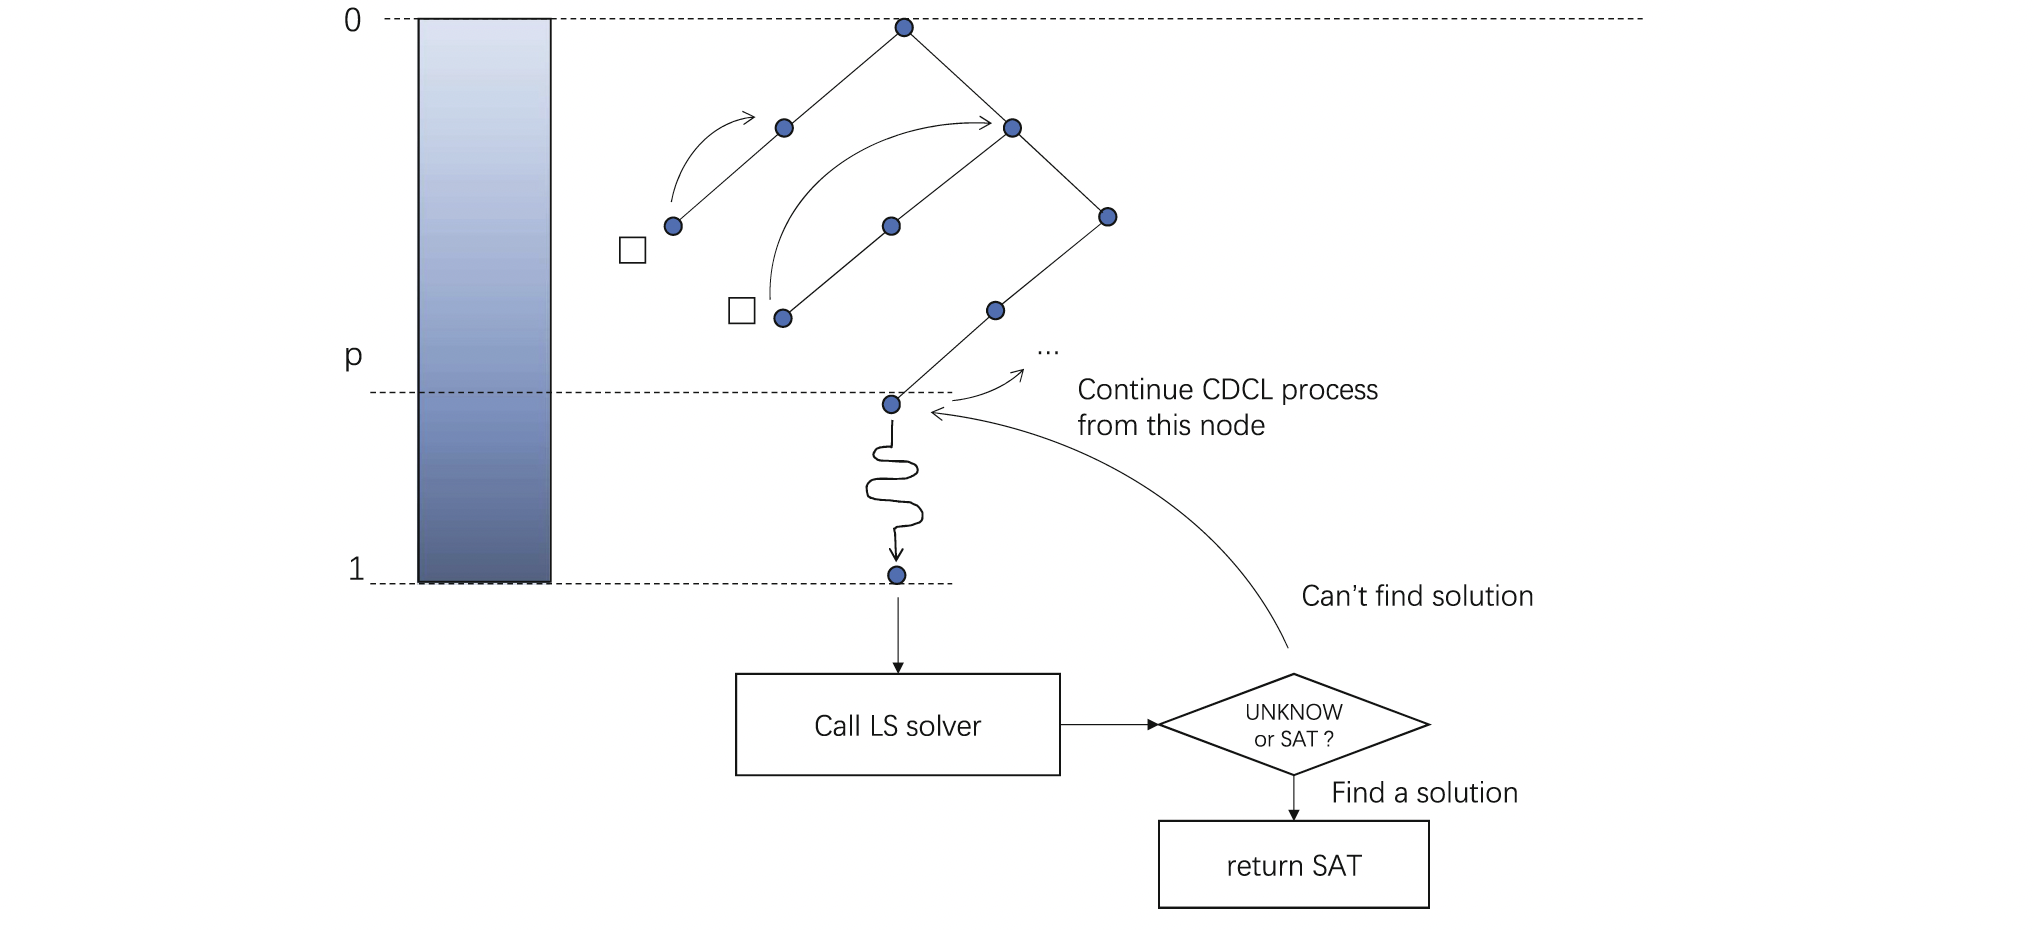 0
p
...
Continue CDCL process
from this node
1
Can't find solution
Call LS solver
UNKNOW
or SAT ?
Find a solution
return SAT